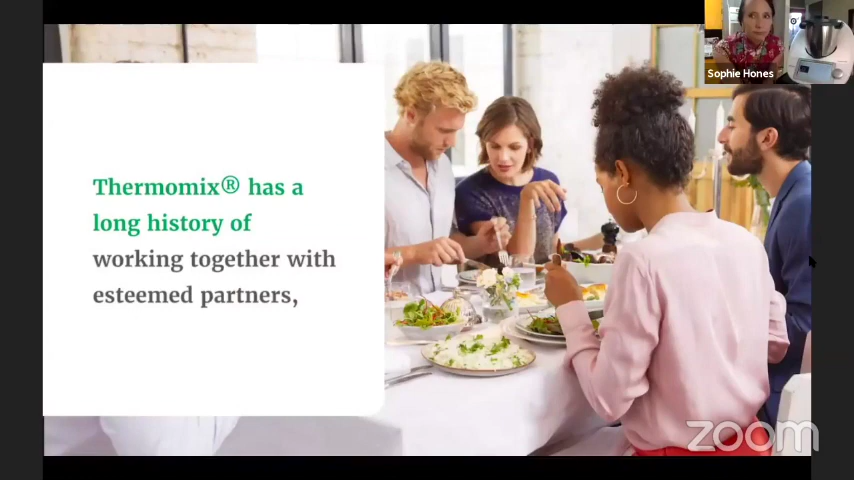 Sophie Hones
Thermomix® has a
long history of
working together with
esteemed partners,
zoom